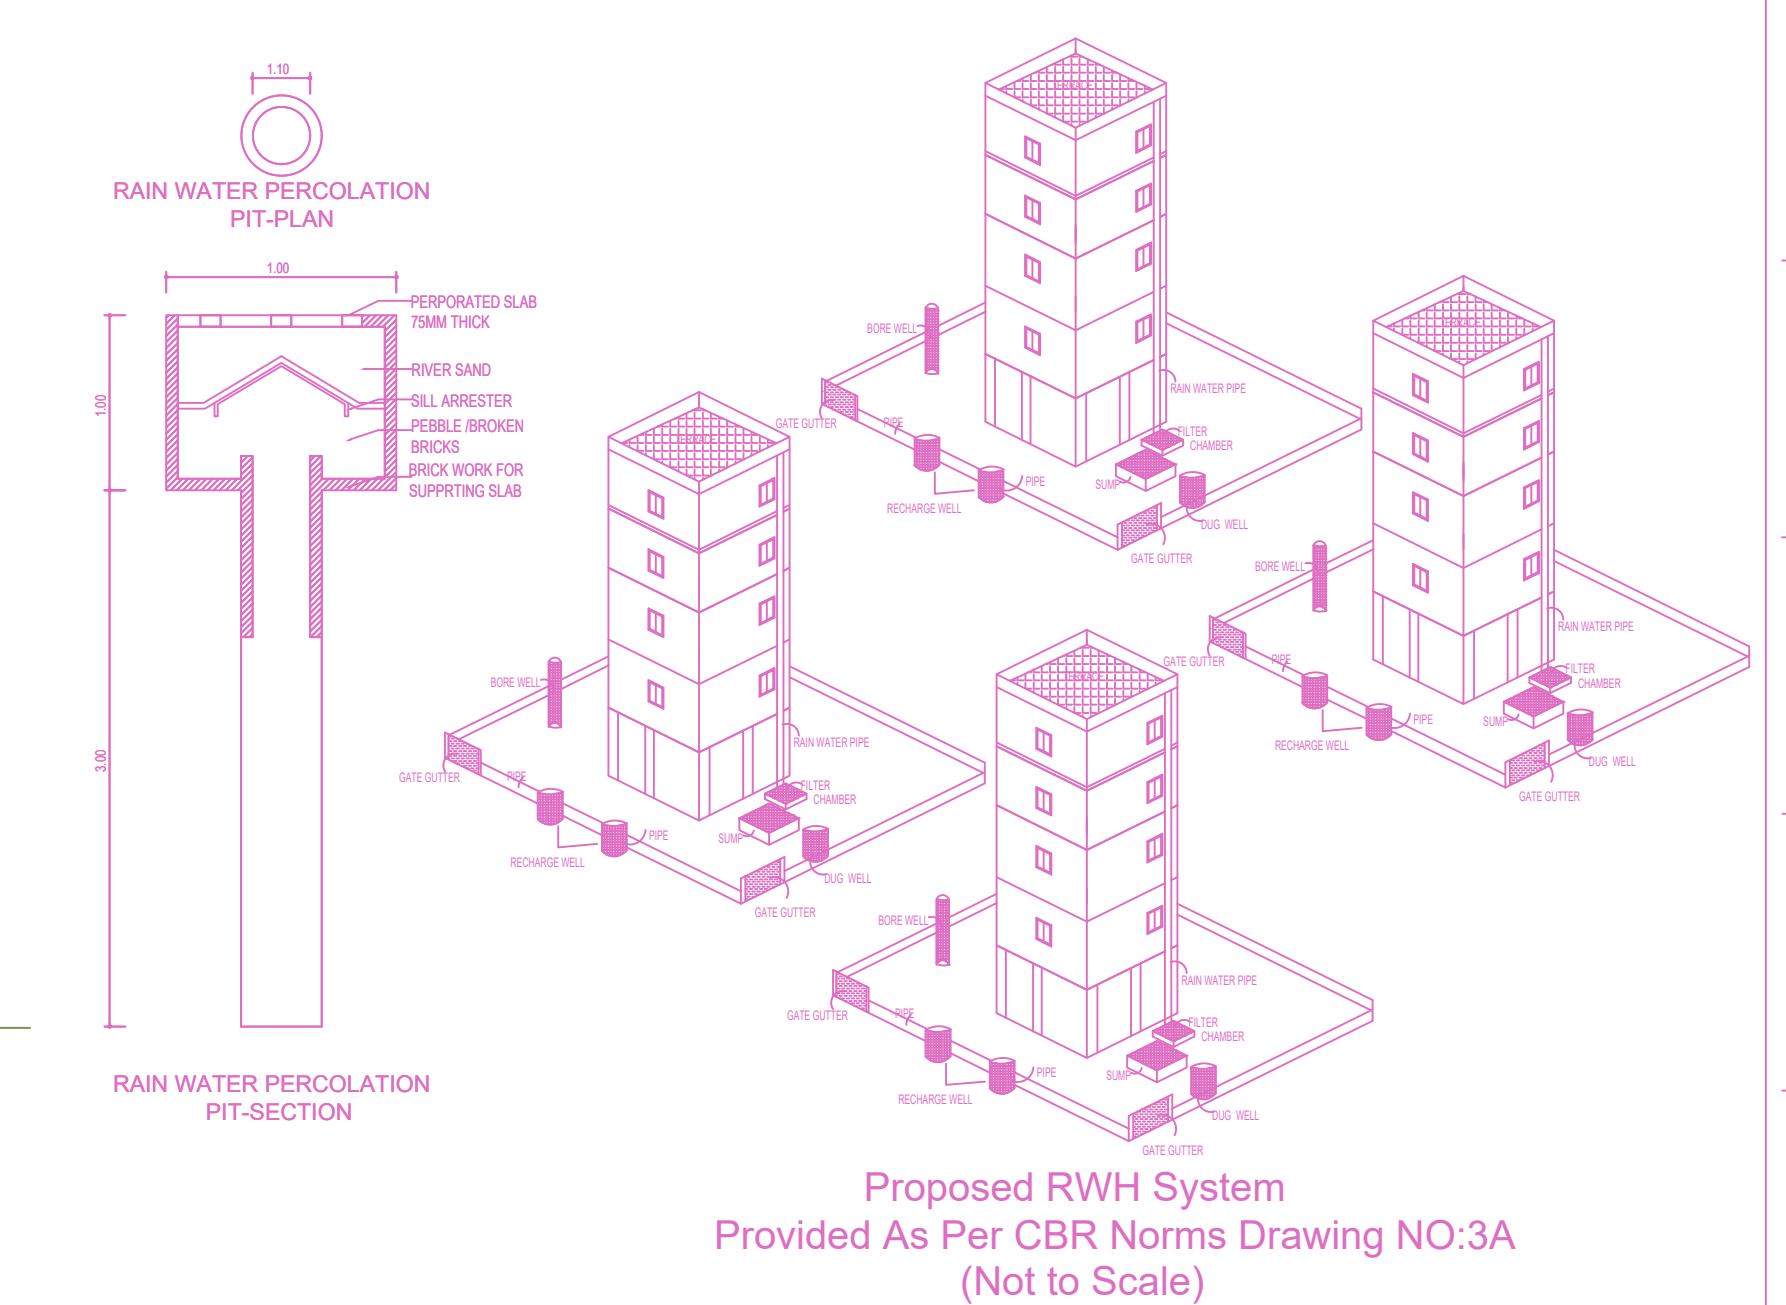 1.10
RAIN WATER PERCOLATION
PIT-PLAN
1.00
PERPORATED SLAB
75MM THICK
RIVER SAND
SILL ARRESTER
PEBBLE /BROKEN
BRICKS
BRICK WORK FOR
SUPPRTING SLAB
1.00
3.00
RAIN WATER PERCOLATION
PIT-SECTION
TERRACE
BORE WELL
GATE GUTTER
PIPE
RECHARGE WELL
PIPE
RAIN WATER PIPE
FILTER
CHAMBER
SUMP
DUG WELL
GATE GUTTER
TERRACE
BORE WELL
GATE GUTTER
PIPE
RECHARGE WELL
PIPE
RAIN WATER PIPE
FILTER
CHAMBER
SUMP
DUG WELL
GATE GUTTER
TERRACE
BORE WELL
GATE GUTTER
PIPE
RECHARGE WELL
PIPE
RAIN WATER PIPE
FILTER
CHAMBER
SUMP
DUG WELL
GATE GUTTER
TERRACE
BORE WELL
GATE GUTTER
PIPE
RECHARGE WELL
PIPE
RAIN WATER PIPE
FILTER
CHAMBER
SUMP
DUG WELL
GATE GUTTER
Proposed RWH System
Provided As Per CBR Norms Drawing NO:3A
(Not to Scale)